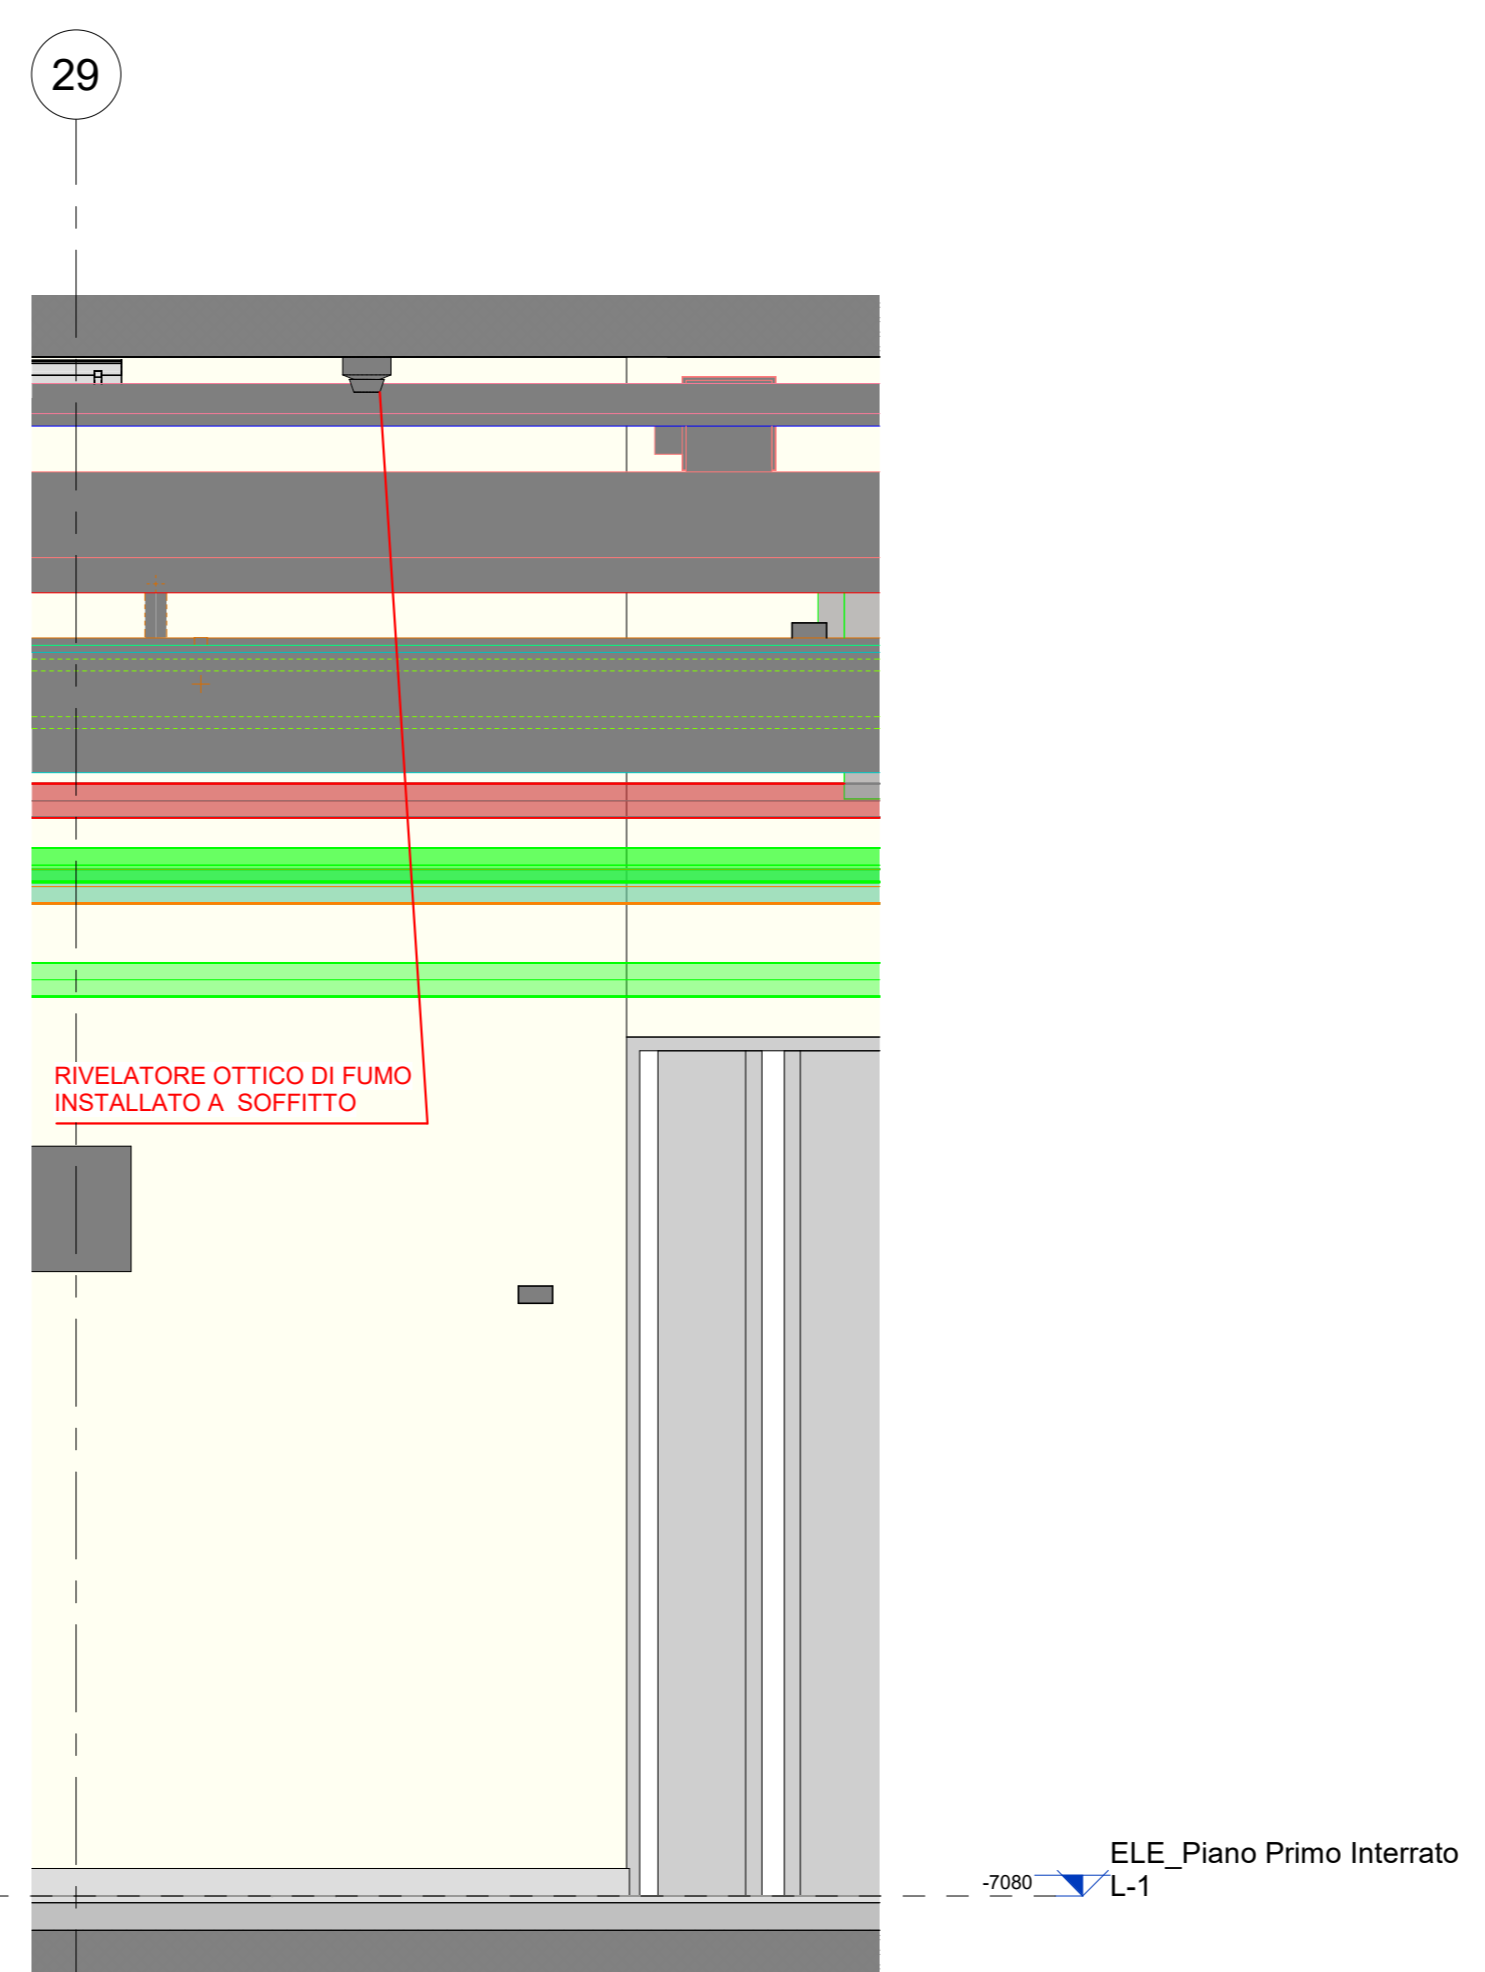 29
RIVELATORE OTTICO DI FUMO
INSTALLATO A  SOFFITTO
ELE_Piano Primo Interrato
-7080
L-1